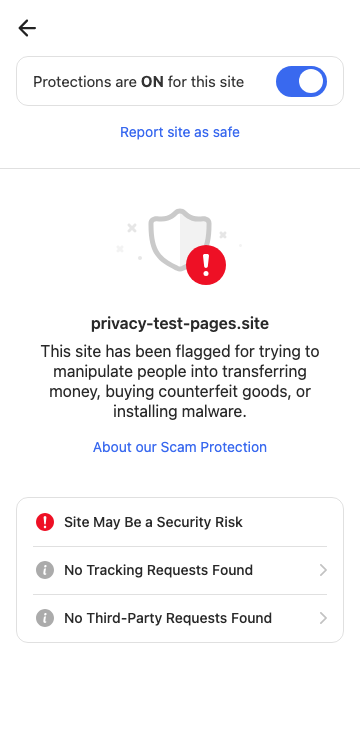 Protections are ON for this site
Report site as safe
privacy-test-pages.site
This site has been flagged for trying to
manipulate people into transferring
money, buying counterfeit goods, or
installing malware.
About our Scam Protection
Site May Be a Security Risk
No Tracking Requests Found
No Third-Party Requests Found